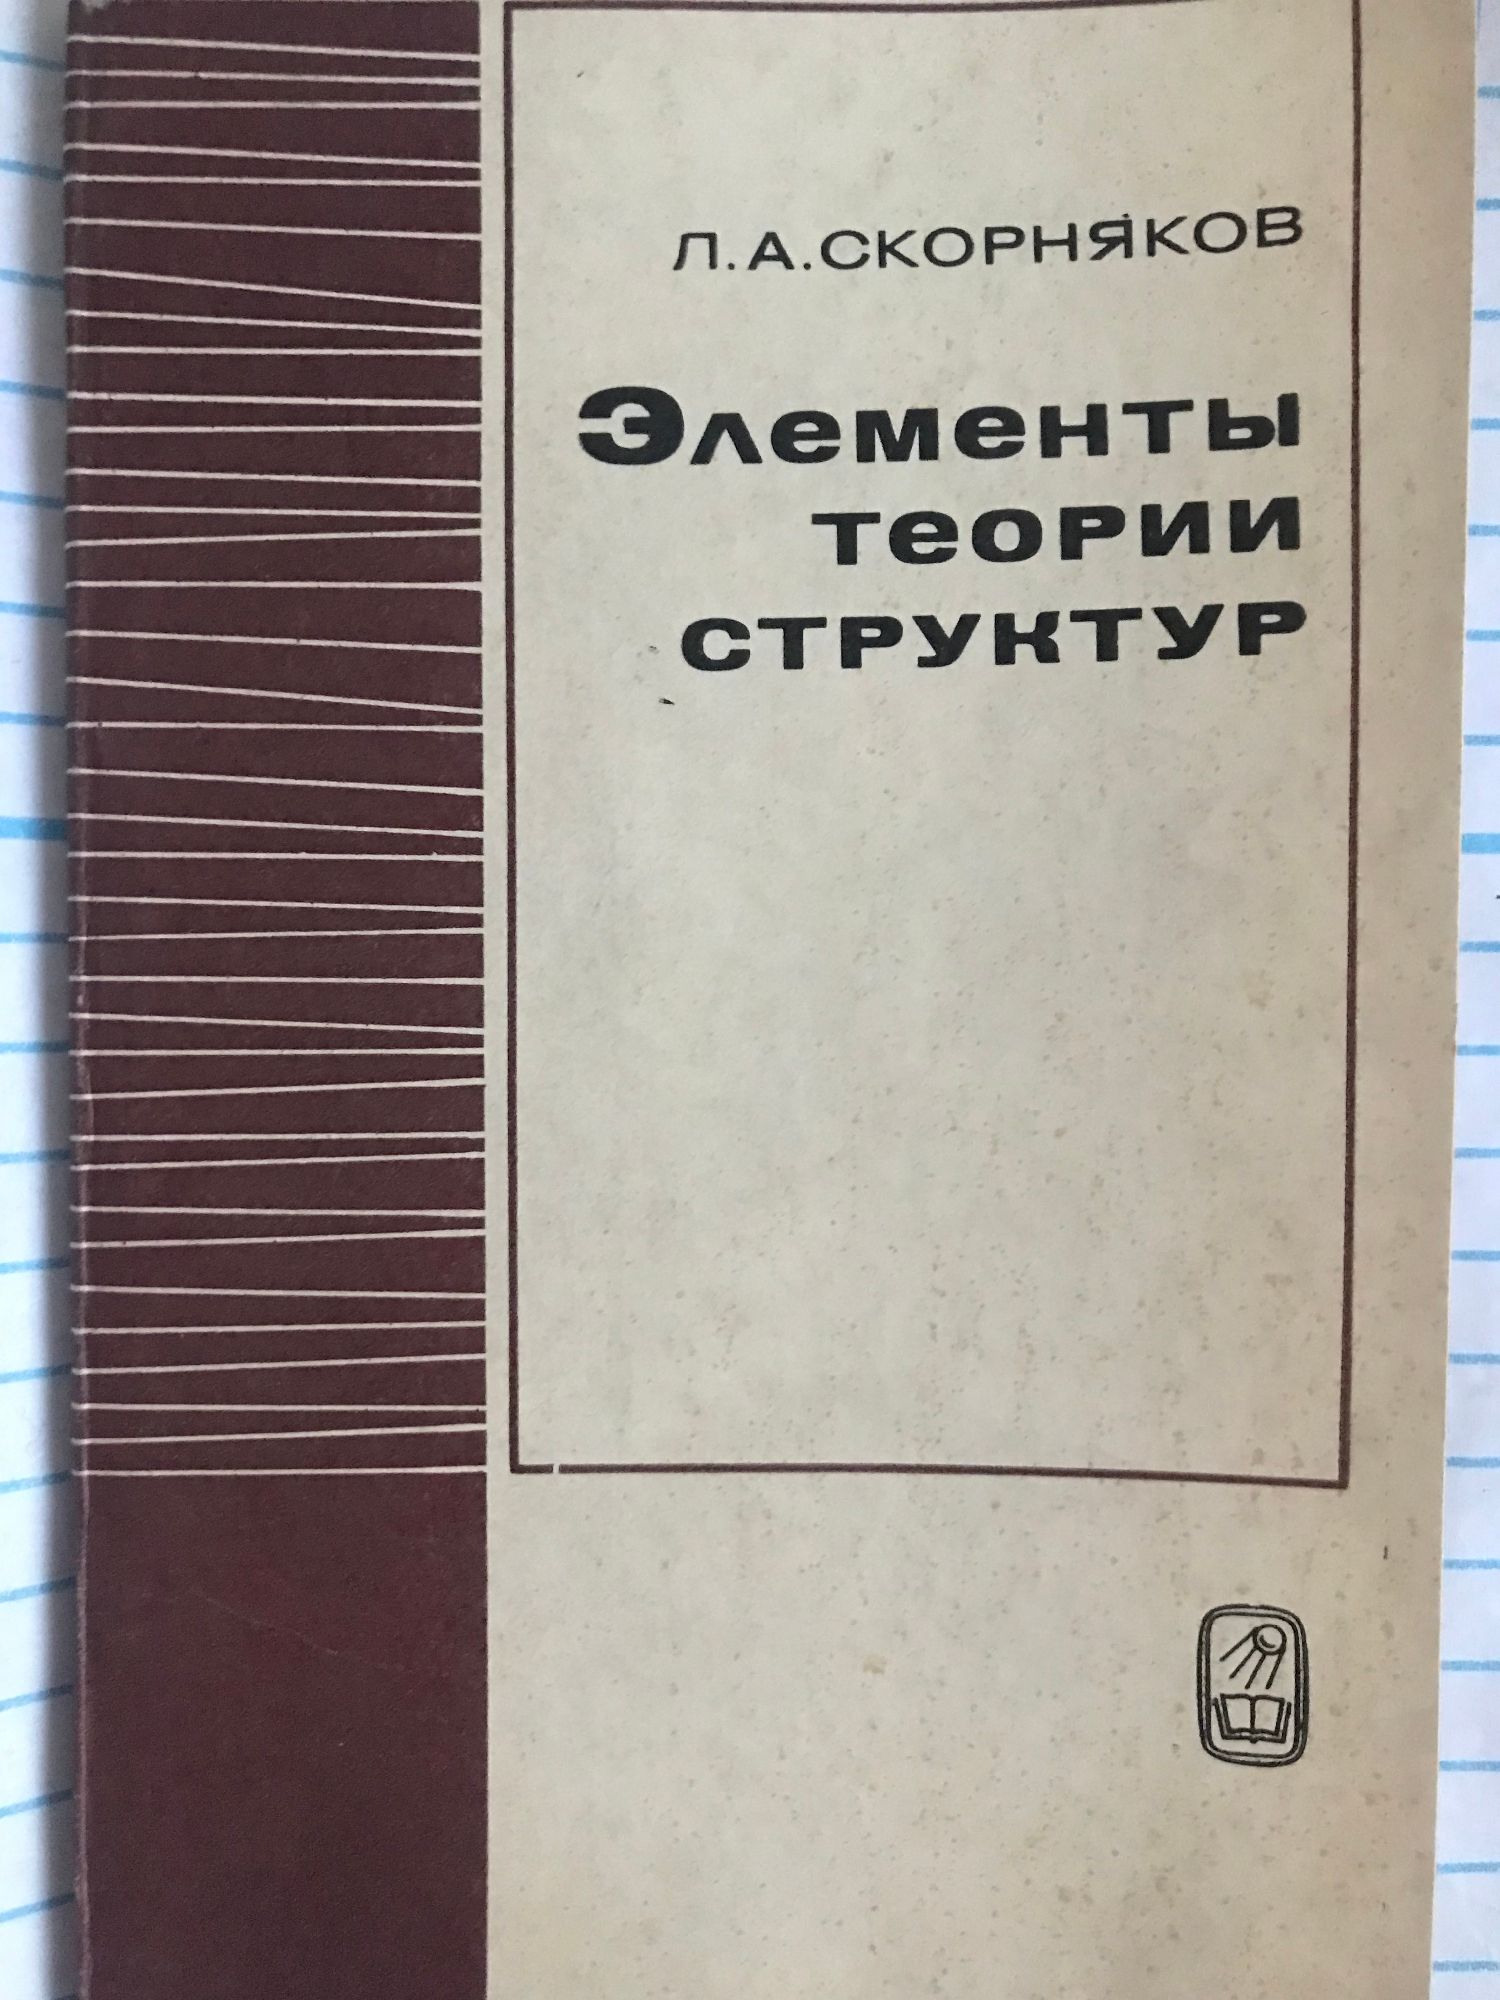 Л.А.СКОРНЯКОВ
Элементы
теории
структур